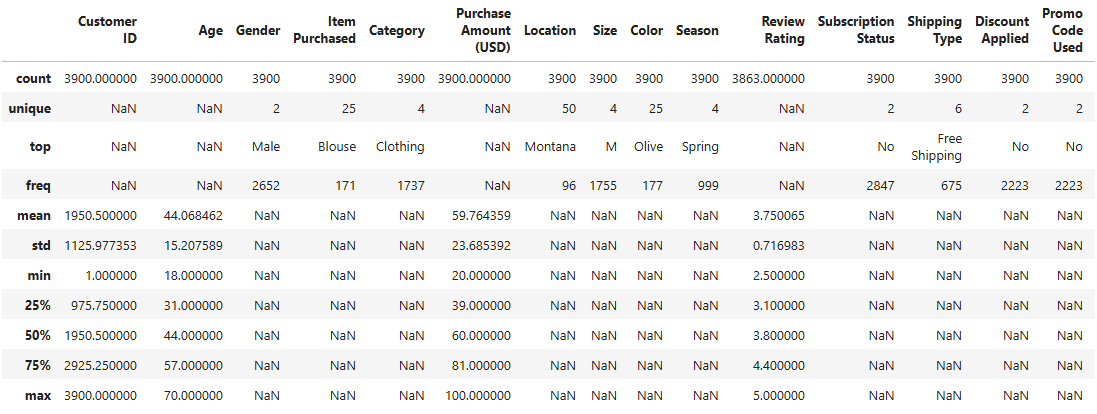 Customer ID Age Gender Item Purchased Category Purchase Amount (USD) Location Size Color Season Review Rating Subscription Status Shipping Type Discount Applied Promo Code Used
count 3900.000000 3900.000000 3900 3900 3900 3900.000000 3900 3900 3900 3900 3863.000000 3900 3900 3900 3900
unique NaN NaN 2 25 4 NaN 50 4 25 4 NaN 2 6 2 2
top NaN NaN Male Blouse Clothing NaN Montana M Olive Spring NaN No Free Shipping No No
freq NaN NaN 2652 171 1737 NaN 96 1755 177 999 NaN 2847 675 2223 2223
mean 1950.500000 44.068462 NaN NaN NaN 59.764359 NaN NaN NaN NaN 3.750065 NaN NaN NaN NaN
std 1125.977353 15.207589 NaN NaN NaN 23.685392 NaN NaN NaN NaN 0.716983 NaN NaN NaN NaN
min 1.000000 18.000000 NaN NaN NaN 20.000000 NaN NaN NaN NaN 2.500000 NaN NaN NaN NaN
25% 975.750000 31.000000 NaN NaN NaN 39.000000 NaN NaN NaN NaN 3.100000 NaN NaN NaN NaN
50% 1950.500000 44.000000 NaN NaN NaN 60.000000 NaN NaN NaN NaN 3.800000 NaN NaN NaN NaN
75% 2925.250000 57.000000 NaN NaN NaN 81.000000 NaN NaN NaN NaN 4.400000 NaN NaN NaN NaN
max 3900.000000 70.000000 NaN NaN NaN 100.000000 NaN NaN NaN NaN 5.000000 NaN NaN NaN NaN